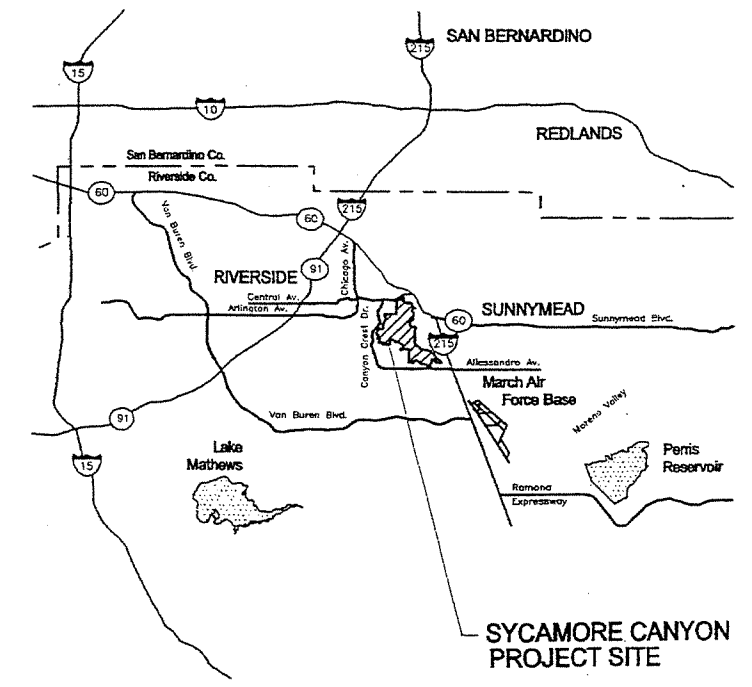 215
SAN BERNARDINO
15
10
REDLANDS
San Bernardino Co.
Riverside Co.
60
Van Buren Blvd.
60
215
Chicago Av.
91
RIVERSIDE
Central Av.
Arlington Av.
Canyon Crest Dr.
SUNNYMEAD
60
Sunnymead Blvd.
215
Allessandro Av.
March Air
Force Base
Moreno Valley
91
Van Buren Blvd.
Lake
Mathews
15
Perris
Reservoir
Ramona
Expressway
SYCAMORE CANYON
PROJECT SITE